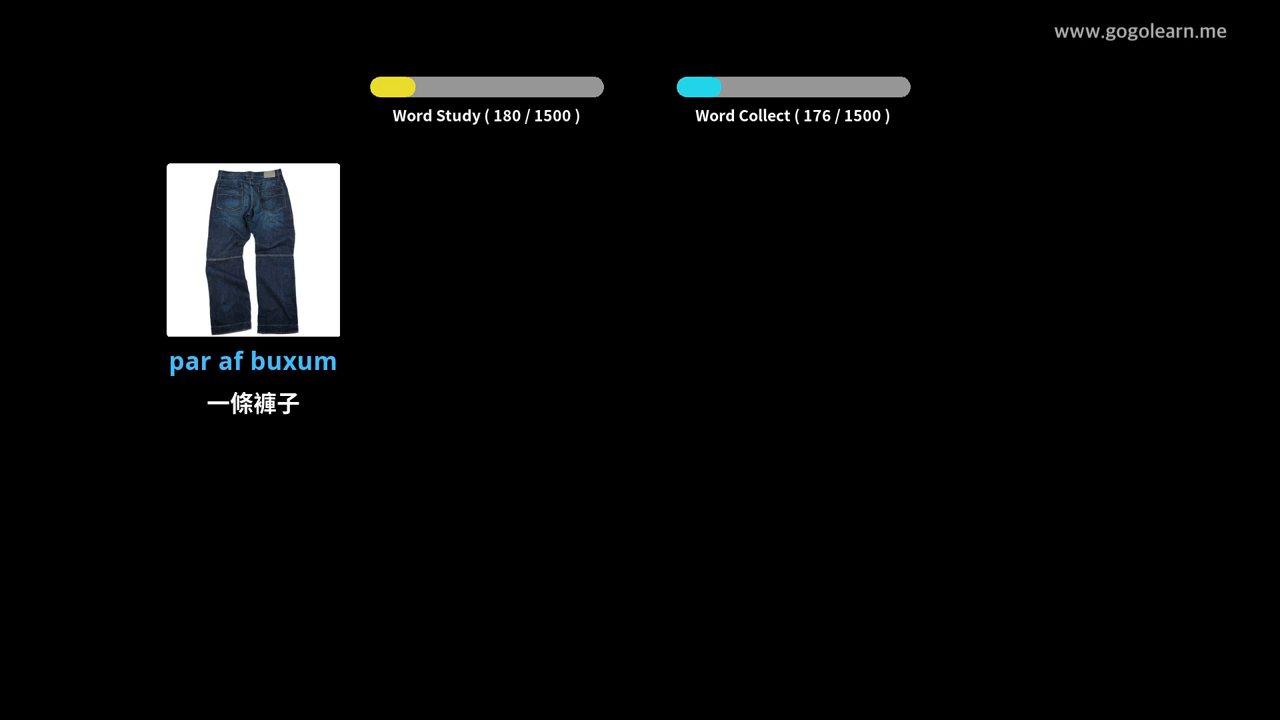 www.gogolearn.me
Word Study ( 180 / 1500 )
Word Collect ( 176 / 1500 )
par af buxum
一條褲子